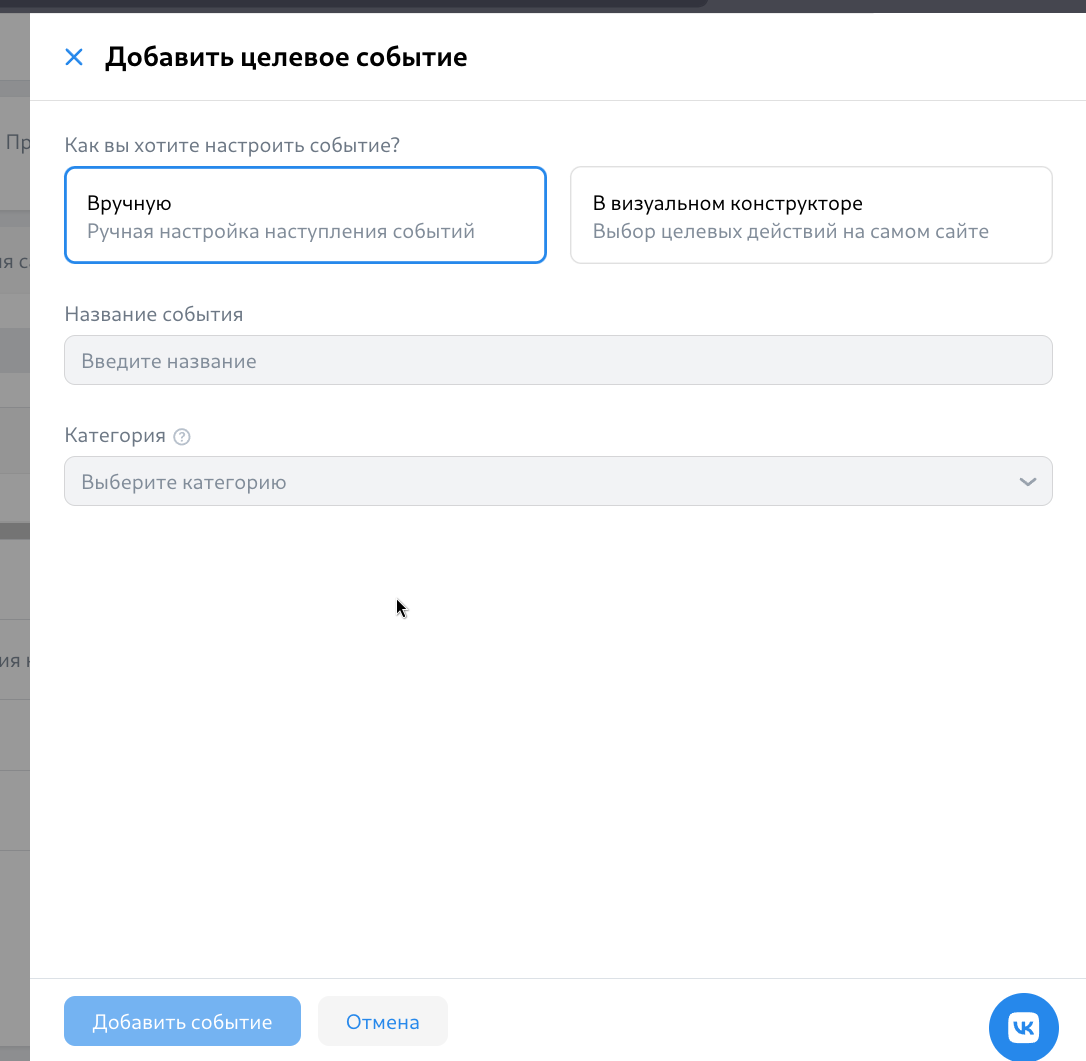 Добавить целевое событие
Пр
Как вы хотите настроить событие?
Вручную
Ручная настройка наступления событий
В визуальном конструкторе
Выбор целевых действий на самом сайте
Название события
Введите название
Категория ?
Выберите категорию
Добавить событие
Отмена